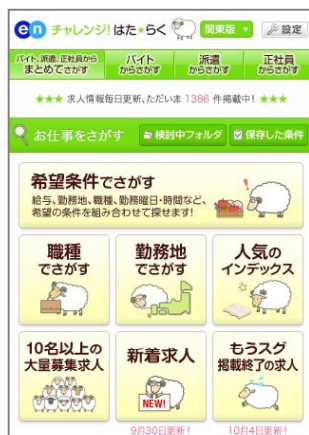 en チャレンジ!はた★らく 関東版 ▼ 設定
バイト、派遣、正社員から
まとめてさがす
バイト
からさがす
派遣
からさがす
正社員
からさがす
★★★ 求人情報毎日更新、ただいま 1386 件掲載中! ★★★
お仕事をさがす 検討中フォルダ 保存した条件
希望条件でさがす
給与、勤務地、職種、勤務曜日・時間など、
希望の条件を組み合わせて探せます!
職種
でさがす
勤務地
でさがす
人気の
インデックス
10名以上の
大量募集求人
新着求人
NEW!
9月30日更新!
もうスグ
掲載終了の求人
10月4日更新!